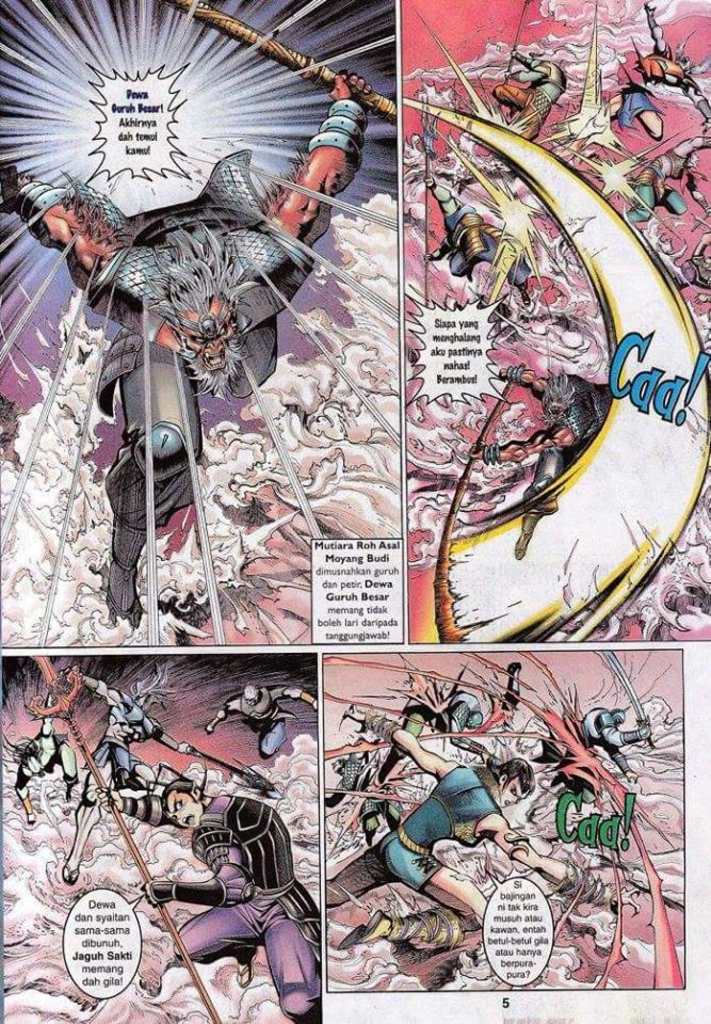 Dewa
Guruh Besar!
Akhirnya
dah temui
kamu!
Siapa yang
menghalang
aku pastinya
nahas!
Berambus!
Caa!
Mutiara Roh Asal
Moyang Budi
dimusnahkan guruh
dan petir, Dewa
Guruh Besar
memang tidak
boleh lari daripada
tanggungjawab!
Dewa
dan syaitan
sama-sama
dibunuh,
Jaguh Sakti
memang
dah gila!
Caa!
Si
bajingan
ni tak kira
musuh atau
kawan, entah
betul-betul gila
atau hanya
berpura-
pura?
5